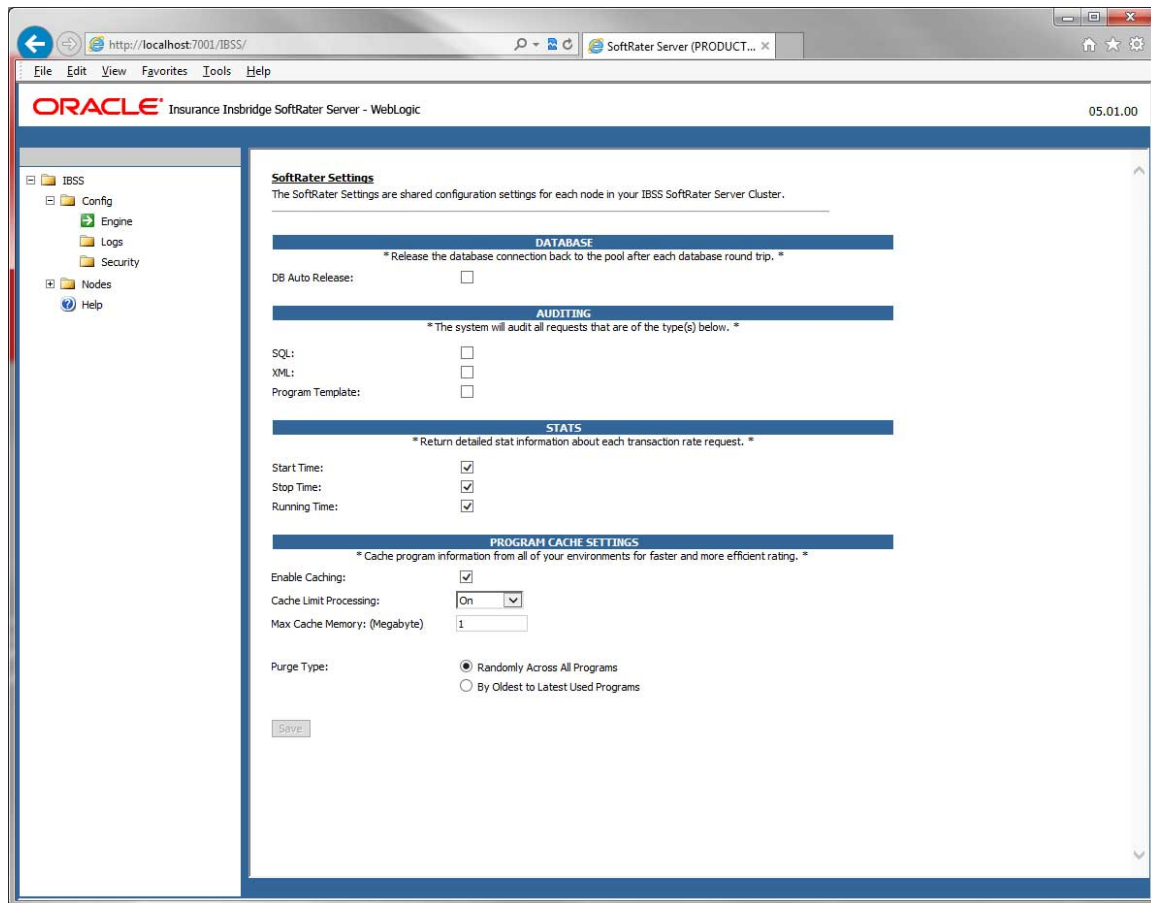 http://localhost:7001/IBSS/
SoftRater Server (PRODUCT...
File Edit View Favorites Tools Help
ORACLE Insurance Insbridge SoftRater Server - WebLogic
05.01.00
IBSS
Config
Engine
Logs
Security
Nodes
Help
SoftRater Settings
The SoftRater Settings are shared configuration settings for each node in your IBSS SoftRater Server Cluster.
DATABASE
* Release the database connection back to the pool after each database round trip. *
DB Auto Release:
AUDITING
* The system will audit all requests that are of the type(s) below. *
SQL:
XML:
Program Template:
STATS
* Return detailed stat information about each transaction rate request. *
Start Time:
Stop Time:
Running Time:
PROGRAM CACHE SETTINGS
* Cache program information from all of your environments for faster and more efficient rating. *
Enable Caching:
Cache Limit Processing: On
Max Cache Memory: (Megabyte) 1
Purge Type: Randomly Across All Programs
By Oldest to Latest Used Programs
Save